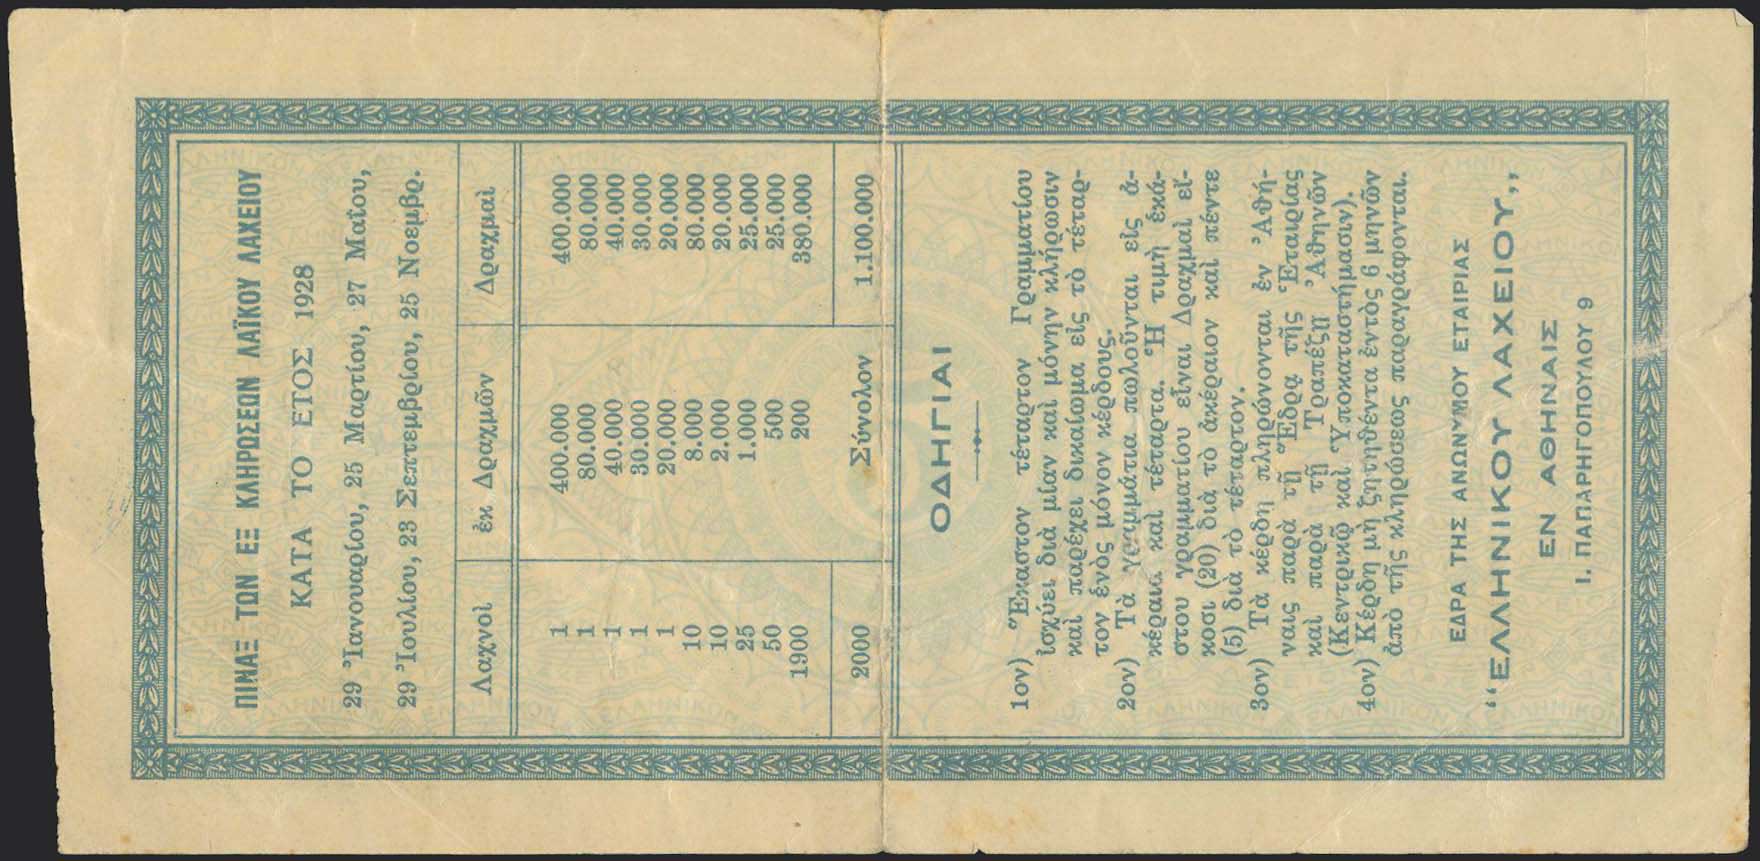 ΠΙΝΑΞ ΤΩΝ ΕΞ ΚΛΗΡΩΣΕΩΝ ΛΑΪΚΟΥ ΛΑΧΕΙΟΥ
ΚΑΤΑ ΤΟ ΕΤΟΣ 1928
29 Ἰανουαρίου, 25 Μαρτίου, 27 Μαΐου,
29 Ἰουλίου, 23 Σεπτεμβρίου, 25 Νοεμβρ.
Λαχνοὶ ἐκ Δραχμῶν Δραχμαὶ
1 400.000 400.000
1 80.000 80.000
1 40.000 40.000
1 30.000 30.000
1 20.000 20.000
10 8.000 80.000
10 2.000 20.000
25 1.000 25.000
50 500 25.000
1900 200 380.000
2000 Σύνολον 1.100.000
ΟΔΗΓΙΑΙ
1ον) Ἕκαστον τέταρτον Γραμματίου
ἰσχύει διὰ μίαν καὶ μόνην κλήρωσιν
καὶ παρέχει δικαίωμα εἰς τὸ τέταρ-
τον ἑνὸς μόνον κέρδους.
2ον) Τὰ γραμμάτια πωλοῦνται εἰς ἀ-
κέραια καὶ τέταρτα. Ἡ τιμὴ ἑκά-
στου γραμματίου εἶναι Δραχμαὶ εἴ-
κοσι (20) διὰ τὸ ἀκέραιον καὶ πέντε
(5) διὰ τὸ τέταρτον.
3ον) Τὰ κέρδη πληρώνονται ἐν Ἀθή-
ναις παρὰ τῇ Ἕδρᾳ τῆς Ἑταιρίας
καὶ παρὰ τῇ Τραπέζῃ Ἀθηνῶν
(Κεντρικῷ καὶ Ὑποκαταστήμασιν).
4ον) Κέρδη μὴ ζητηθέντα ἐντὸς 6 μηνῶν
ἀπὸ τῆς κληρώσεως παραγράφονται.
ΕΔΡΑ ΤΗΣ ΑΝΩΝΥΜΟΥ ΕΤΑΙΡΙΑΣ
“ΕΛΛΗΝΙΚΟΥ ΛΑΧΕΙΟΥ„
ΕΝ ΑΘΗΝΑΙΣ
Ι. ΠΑΠΑΡΗΓΟΠΟΥΛΟΥ 9